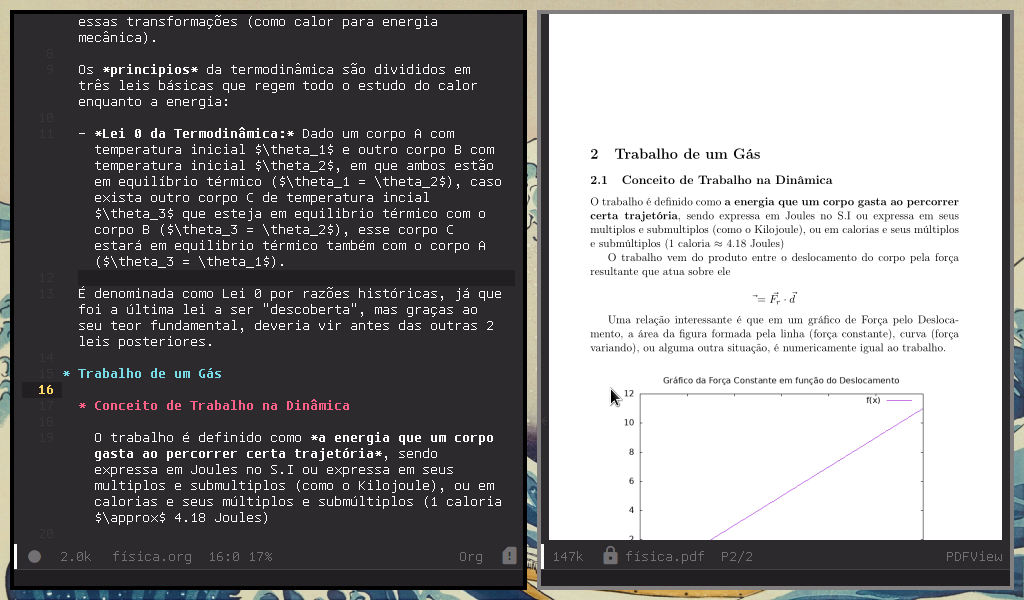 essas transformações (como calor para energia
mecânica).
8
9 Os *principios* da termodinâmica são divididos em
três leis básicas que regem todo o estudo do calor
enquanto a energia:
10
11 - *Lei 0 da Termodinâmica:* Dado um corpo A com
temperatura inicial $\theta_1$ e outro corpo B com
temperatura inicial $\theta_2$, em que ambos estão
em equilíbrio térmico ($\theta_1 = \theta_2$), caso
exista outro corpo C de temperatura incial
$\theta_3$ que esteja em equilibrio térmico com o
corpo B ($\theta_3 = \theta_2$), esse corpo C
estará em equilibrio térmico também com o corpo A
($\theta_3 = \theta_1$).
12
13 É denominada como Lei 0 por razões históricas, já que
foi a última lei a ser "descoberta", mas graças ao
seu teor fundamental, deveria vir antes das outras 2
leis posteriores.
14
15 * Trabalho de um Gás
16
17 * Conceito de Trabalho na Dinâmica
18
19 O trabalho é definido como *a energia que um corpo
gasta ao percorrer certa trajetória*, sendo
expressa em Joules no S.I ou expressa em seus
multiplos e submultiplos (como o Kilojoule), ou em
calorias e seus múltiplos e submúltiplos (1 caloria
$\approx$ 4.18 Joules)
20
2.0k física.org 16:0 17% Org
2 Trabalho de um Gás
2.1 Conceito de Trabalho na Dinâmica
O trabalho é definido como a energia que um corpo gasta ao percorrer
certa trajetória, sendo expressa em Joules no S.I ou expressa em seus
multiplos e submultiplos (como o Kilojoule), ou em calorias e seus múltiplos
e submúltiplos (1 caloria ≈ 4.18 Joules)
O trabalho vem do produto entre o deslocamento do corpo pela força
resultante que atua sobre ele
⃗= F⃗r · d⃗
Uma relação interessante é que em um gráfico de Força pelo Desloca-
mento, a área da figura formada pela linha (força constante), curva (força
variando), ou alguma outra situação, é numericamente igual ao trabalho.
Gráfico da Força Constante em função do Deslocamento
12
f(x)
10
8
6
4
2
147k física.pdf P2/2 PDFView